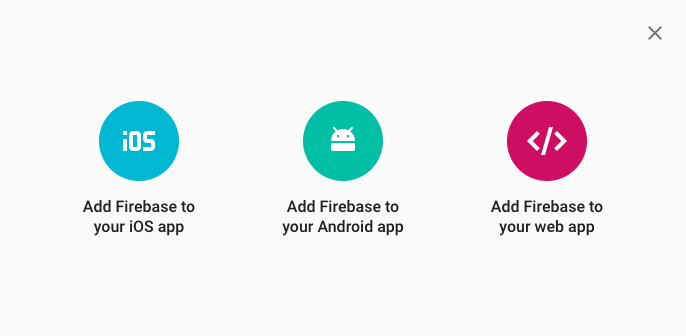 iOS
</>
Add Firebase to
your iOS app
Add Firebase to
your Android app
Add Firebase to
your web app